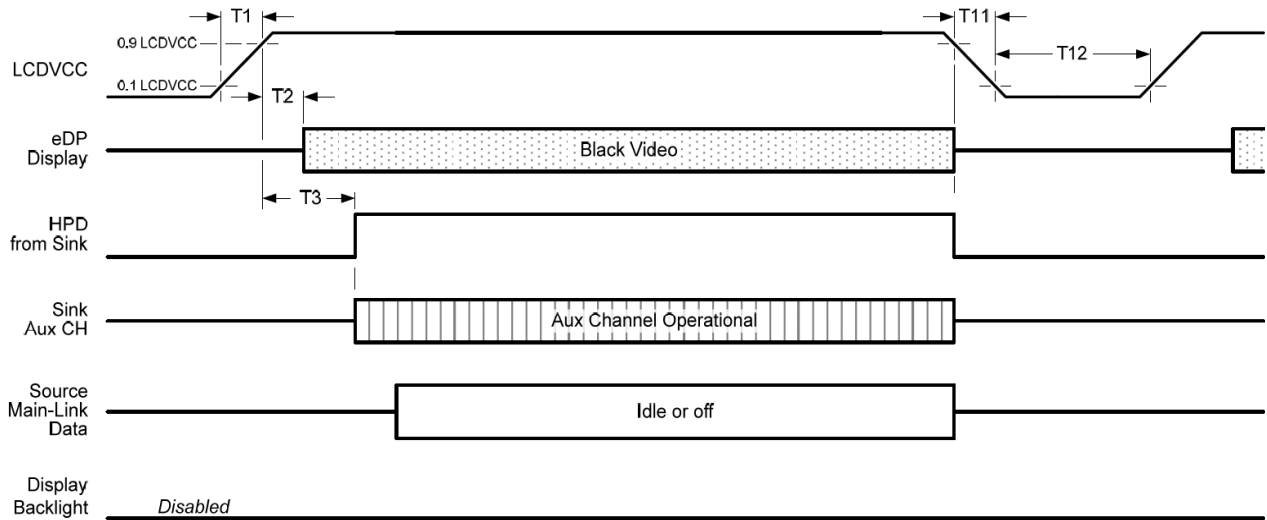 T1
T11
0.9 LCDVCC
LCDVCC
T12
0.1 LCDVCC
T2
eDP
Display
Black Video
T3
HPD
from Sink
Sink
Aux CH
Aux Channel Operational
Source
Main-Link
Data
Idle or off
Display
Backlight
Disabled